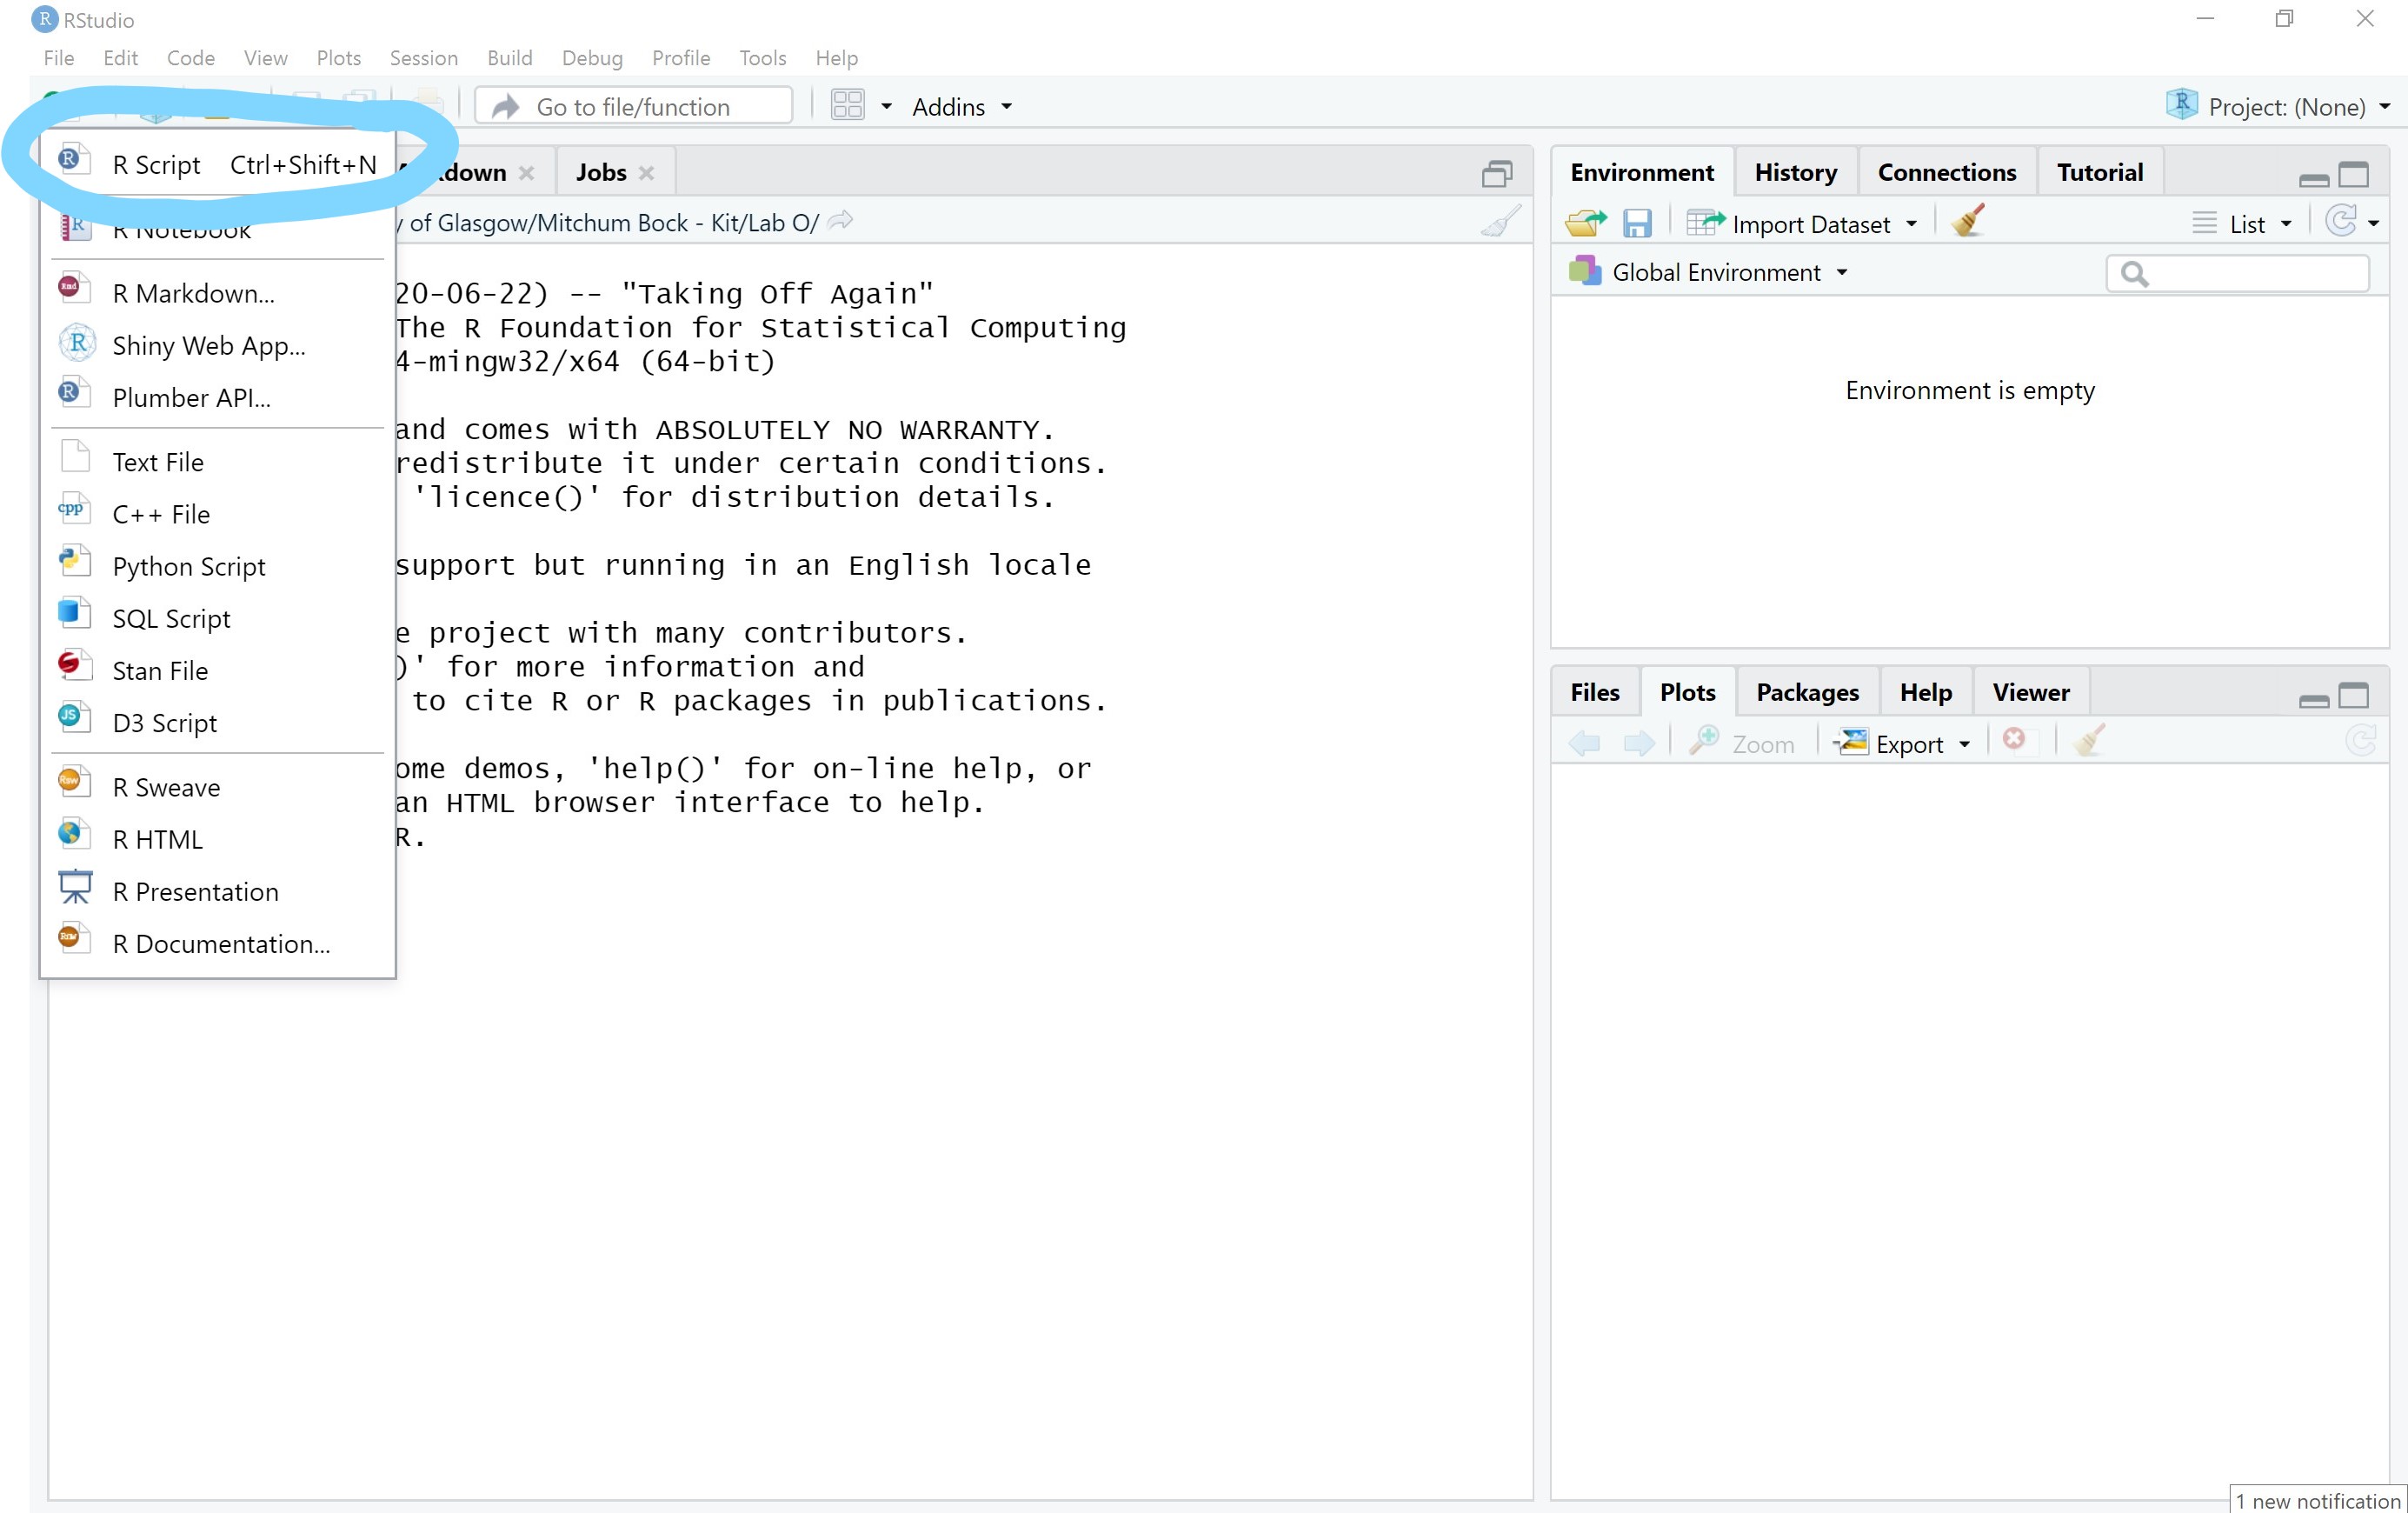 RStudio
File Edit Code View Plots Session Build Debug Profile Tools Help
Go to file/function Addins Project: (None)
R Script Ctrl+Shift+N
R Notebook
R Markdown...
Shiny Web App...
Plumber API...
Text File
C++ File
Python Script
SQL Script
Stan File
D3 Script
R Sweave
R HTML
R Presentation
R Documentation...
Jobs
of Glasgow/Mitchum Bock - Kit/Lab 0/
20-06-22) -- "Taking Off Again"
The R Foundation for Statistical Computing
4-mingw32/x64 (64-bit)
and comes with ABSOLUTELY NO WARRANTY.
redistribute it under certain conditions.
'licence()' for distribution details.
support but running in an English locale
e project with many contributors.
)' for more information and
to cite R or R packages in publications.
ome demos, 'help()' for on-line help, or
an HTML browser interface to help.
R.
Environment History Connections Tutorial
Import Dataset List
Global Environment
Environment is empty
Files Plots Packages Help Viewer
Zoom Export
1 new notification